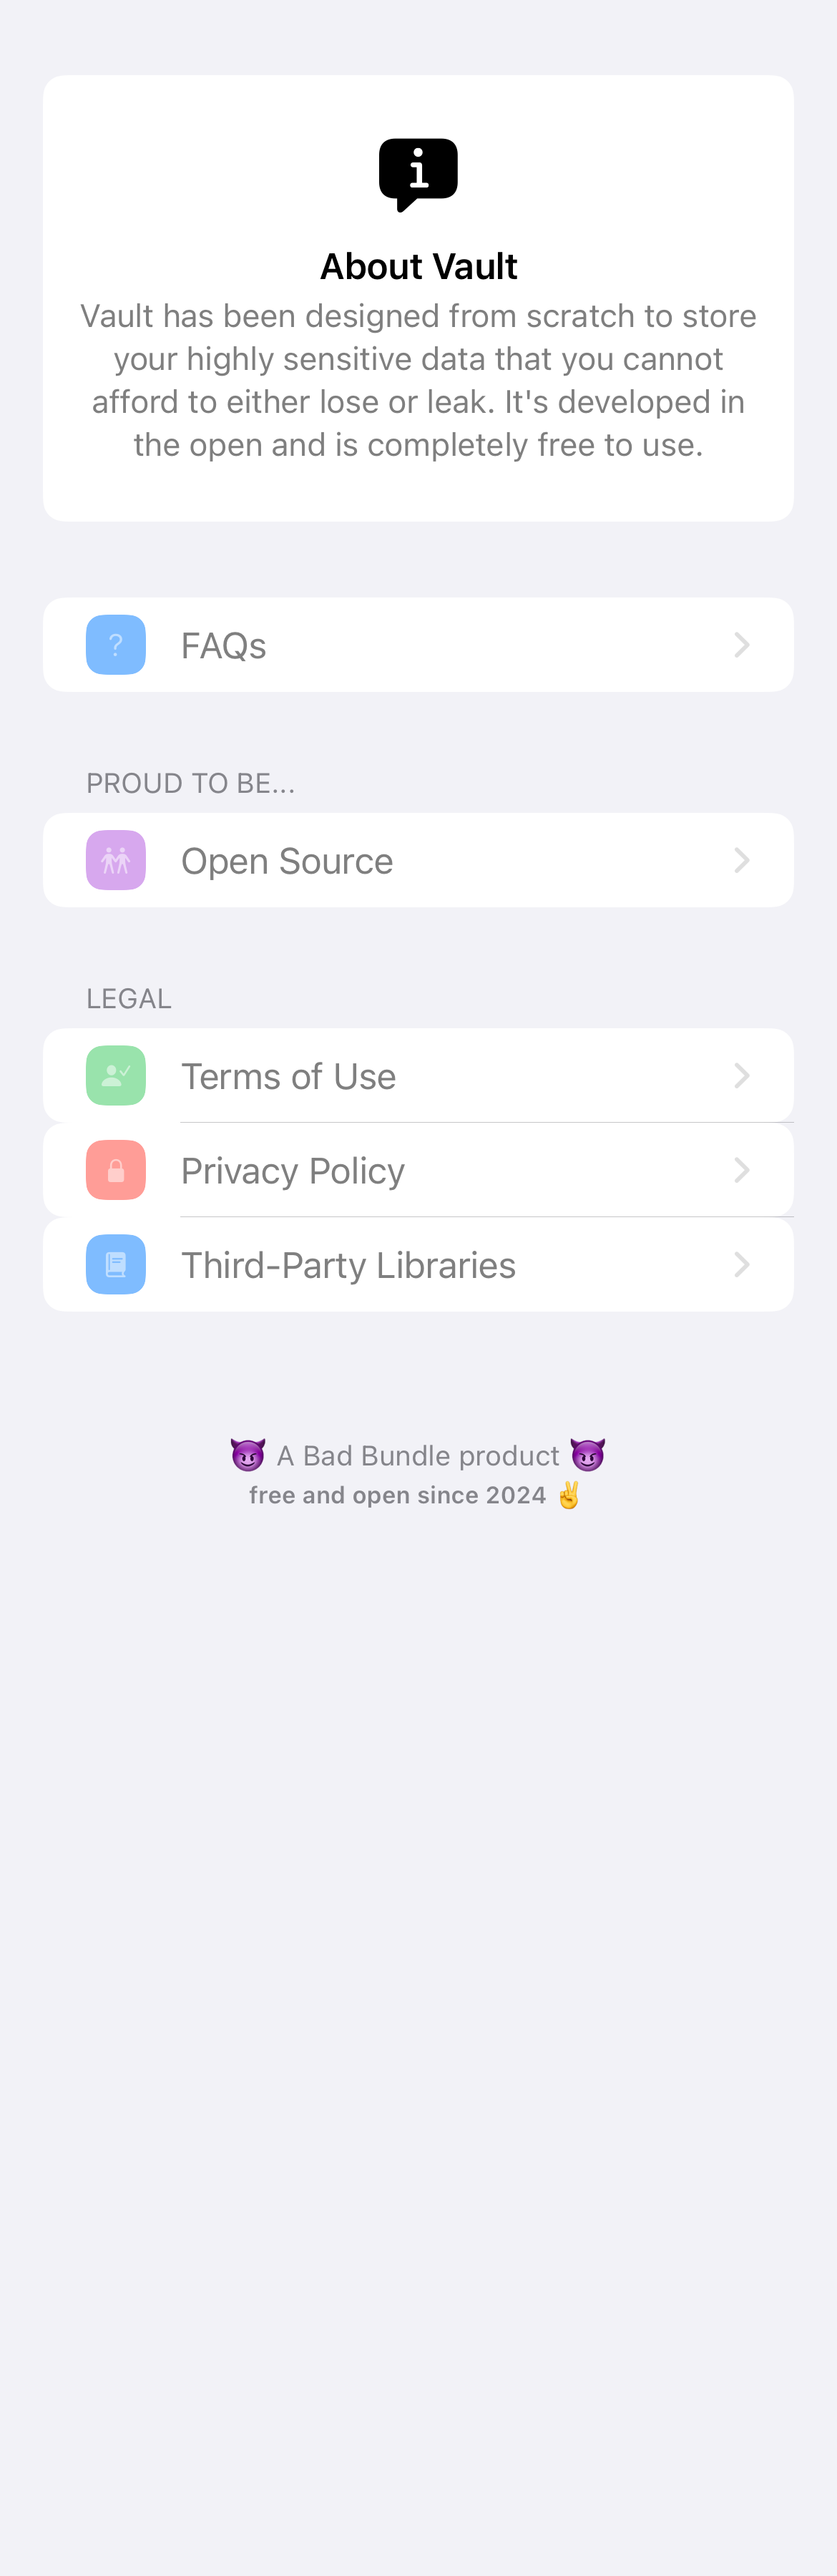 About Vault
Vault has been designed from scratch to store
your highly sensitive data that you cannot
afford to either lose or leak. It's developed in
the open and is completely free to use.
FAQs
PROUD TO BE...
Open Source
LEGAL
Terms of Use
Privacy Policy
Third-Party Libraries
😈 A Bad Bundle product 😈
free and open since 2024 ✌️